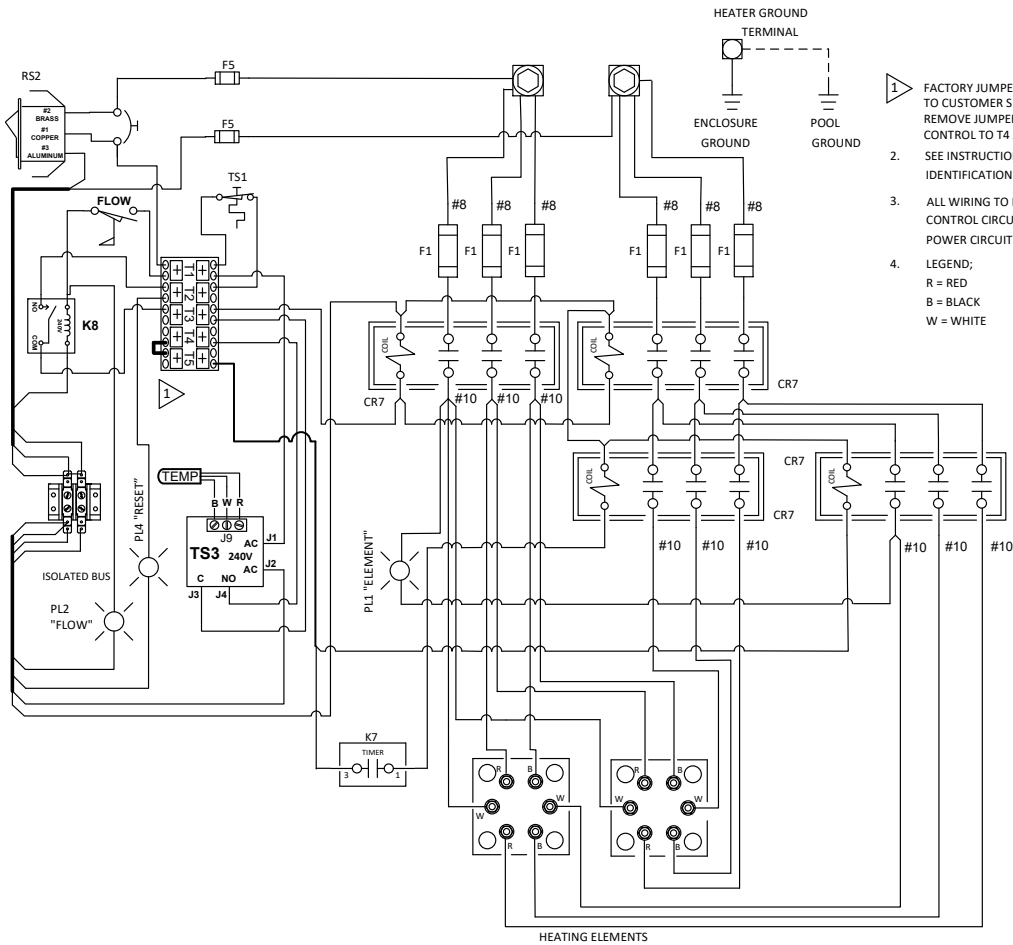 HEATER GROUND
TERMINAL
ENCLOSURE
GROUND
POOL
GROUND
1
FACTORY JUMPE
TO CUSTOMER S
REMOVE JUMPE
CONTROL TO T4
2. SEE INSTRUCTIO
IDENTIFICATION
3. ALL WIRING TO
CONTROL CIRCU
POWER CIRCUIT
4. LEGEND;
R = RED
B = BLACK
W = WHITE
RS2
#2
BRASS
#1
COPPER
#3
ALUMINUM
F5
F5
TS1
FLOW
T1
T2
T3
T4
T5
1
NO
COM
240V
K8
#8
#8
#8
#8
#8
#8
F1
F1
F1
F1
F1
F1
COIL
CR7
#10
#10
#10
COIL
CR7
COIL
CR7
#10
#10
#10
COIL
CR7
#10
#10
#10
TEMP
B W R
J9
TS3
240V
AC
AC
J1
J2
C NO
J3
J4
ISOLATED BUS
PL2
"FLOW"
PL4 "RESET"
PL1 "ELEMENT"
K7
TIMER
3
1
R
B
W
W
R
B
R
B
W
W
R
B
HEATING ELEMENTS